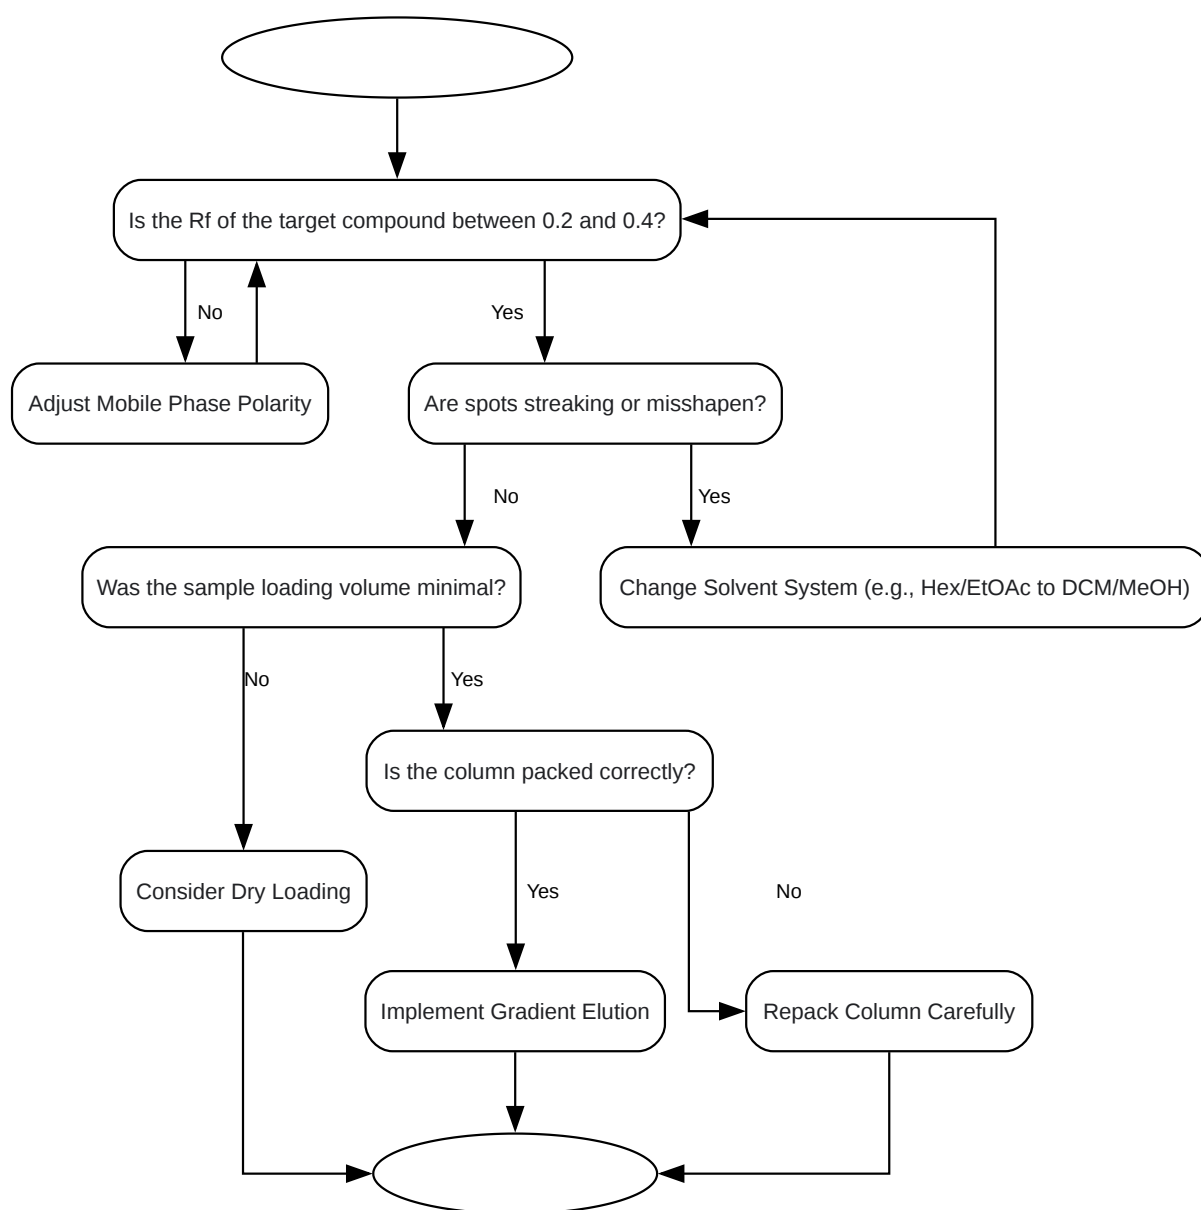 Is the Rf of the target compound between 0.2 and 0.4?
No
Yes
Adjust Mobile Phase Polarity
Are spots streaking or misshapen?
No
Yes
Was the sample loading volume minimal?
Change Solvent System (e.g., Hex/EtOAc to DCM/MeOH)
No
Yes
Is the column packed correctly?
Consider Dry Loading
Yes
No
Implement Gradient Elution
Repack Column Carefully